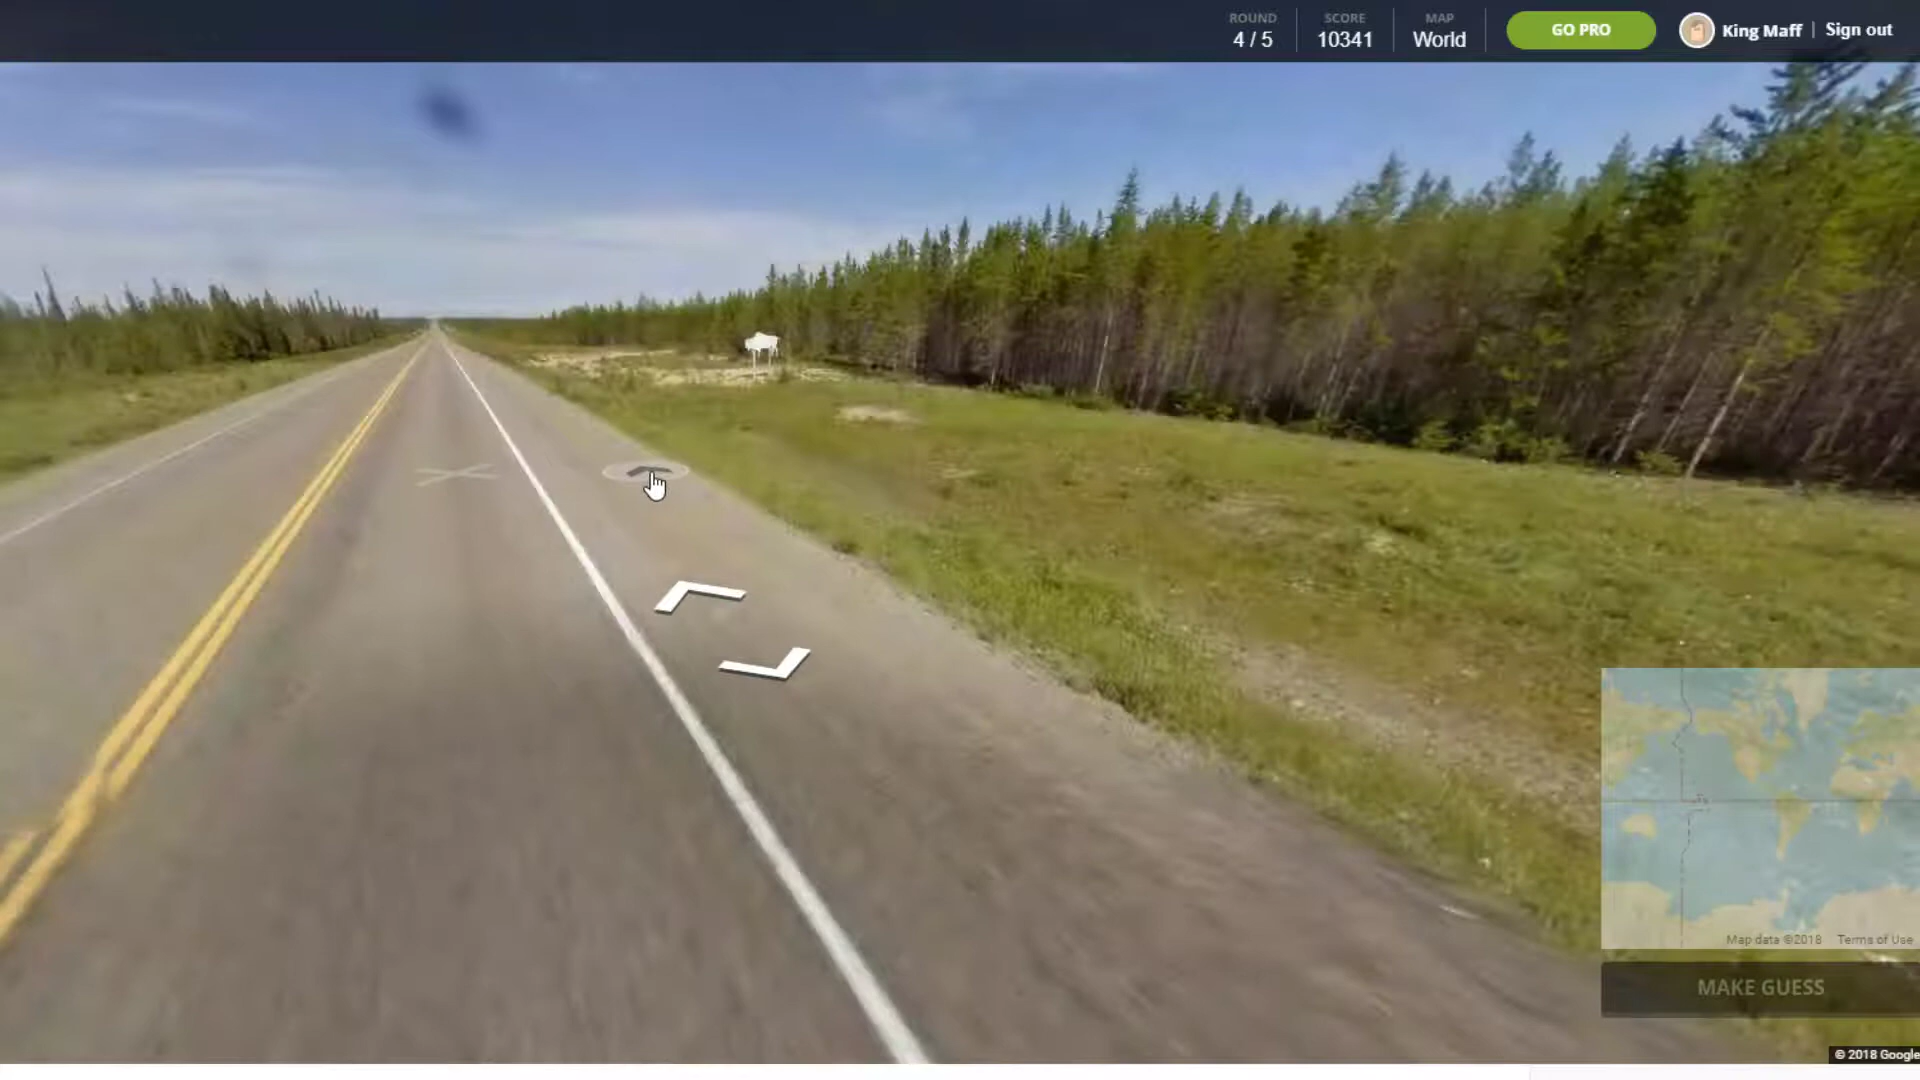 ROUND
4 / 5
SCORE
10341
MAP
World
GO PRO
King Maff
Sign out
Map data ©2018
Terms of Use
MAKE GUESS
© 2018 Google